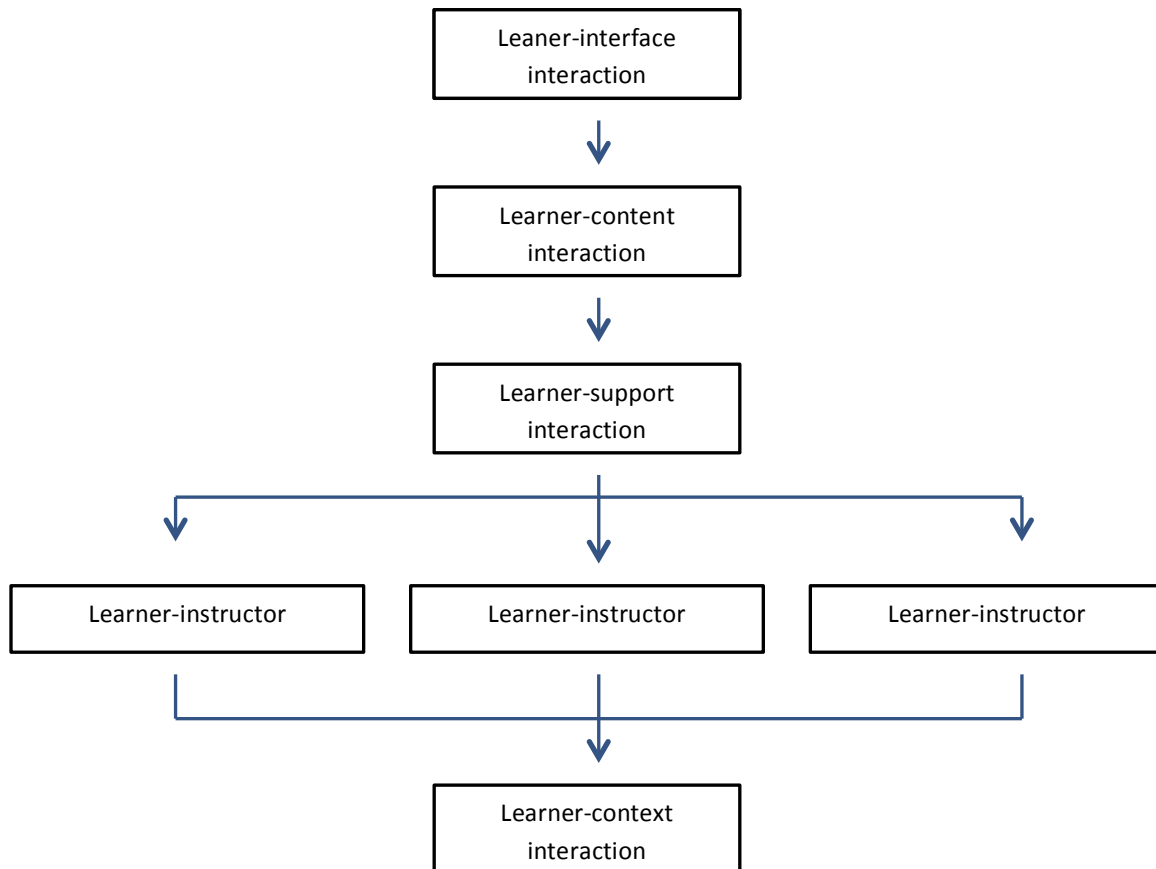 Leaner-interface
interaction
Learner-content
interaction
Learner-support
interaction
Learner-instructor
Learner-instructor
Learner-instructor
Learner-context
interaction